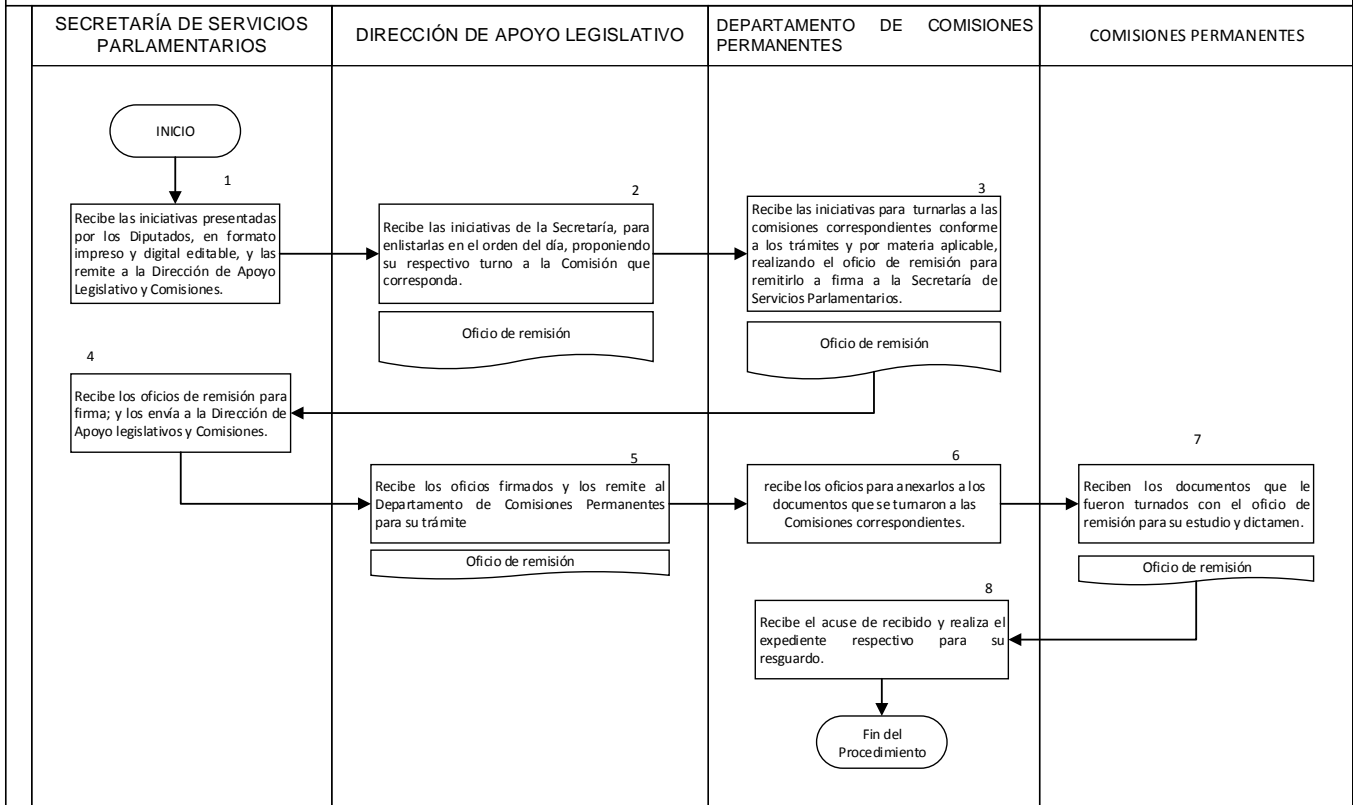 SECRETARÍA DE SERVICIOS
PARLAMENTARIOS
DIRECCIÓN DE APOYO LEGISLATIVO
DEPARTAMENTO DE COMISIONES
PERMANENTES
COMISIONES PERMANENTES
INICIO
1
Recibe las iniciativas presentadas
por los Diputados, en formato
impreso y digital editable, y las
remite a la Dirección de Apoyo
Legislativo y Comisiones.
2
Recibe las iniciativas de la Secretaría, para
enlistarlas en el orden del día, proponiendo
su respectivo turno a la Comisión que
corresponda.
Oficio de remisión
3
Recibe las iniciativas para turnarlas a las
comisiones correspondientes conforme
a los trámites y por materia aplicable,
realizando el oficio de remisión para
remitirlo a firma a la Secretaría de
Servicios Parlamentarios.
Oficio de remisión
4
Recibe los oficios de remisión para
firma; y los envía a la Dirección de
Apoyo legislativos y Comisiones.
5
Recibe los oficios firmados y los remite al
Departamento de Comisiones Permanentes
para su trámite
Oficio de remisión
6
recibe los oficios para anexarlos a los
documentos que se turnaron a las
Comisiones correspondientes.
7
Reciben los documentos que le
fueron turnados con el oficio de
remisión para su estudio y dictamen.
Oficio de remisión
8
Recibe el acuse de recibido y realiza el
expediente respectivo para su
resguardo.
Fin del
Procedimiento